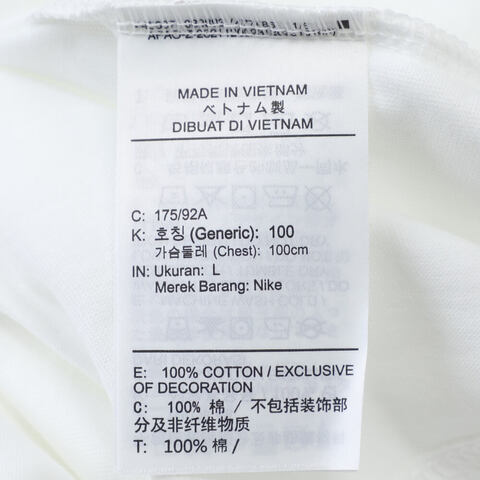 MADE IN VIETNAM
ベトナム製
DIBUAT DI VIETNAM
C: 175/92A
K: 호칭 (Generic): 100
가슴둘레 (Chest): 100cm
IN: Ukuran: L
Merek Barang: Nike
E: 100% COTTON / EXCLUSIVE
OF DECORATION
C: 100% 棉 / 不包括装饰部
分及非纤维物质
T: 100% 棉 /